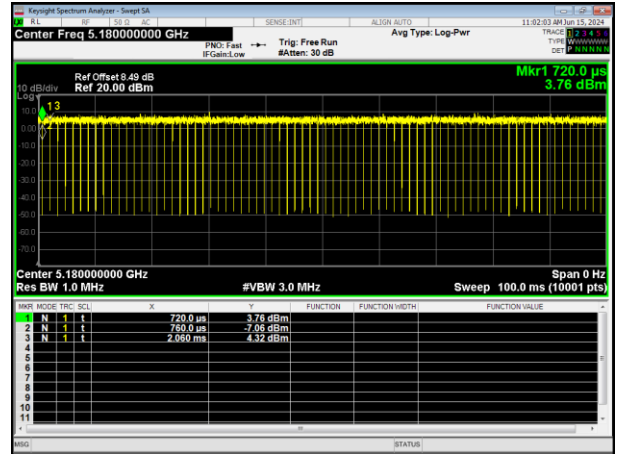 Keysight Spectrum Analyzer - Swept SA
RL RF 50 Ω AC SENSE:INT ALIGN AUTO 11:02:03 AM Jun 15, 2024
Center Freq 5.180000000 GHz Avg Type: Log-Pwr TRACE 1 2 3 4 5 6
PNO: Fast Trig: Free Run TYPE WWWWWW
IFGain:Low #Atten: 30 dB DET P N N N N N
Mkr1 720.0 µs
Ref Offset 8.49 dB
10 dB/div Ref 20.00 dBm 3.76 dBm
Log
1 3
10.0
0.00
2
-10.0
-20.0
-30.0
-40.0
-50.0
-60.0
-70.0
Center 5.180000000 GHz Span 0 Hz
Res BW 1.0 MHz #VBW 3.0 MHz Sweep 100.0 ms (10001 pts)
MKR MODE TRC SCL X Y FUNCTION FUNCTION WIDTH FUNCTION VALUE
1 N 1 t 720.0 µs 3.76 dBm
2 N 1 t 760.0 µs -7.06 dBm
3 N 1 t 2.060 ms 4.32 dBm
4
5
6
7
8
9
10
11
MSG STATUS